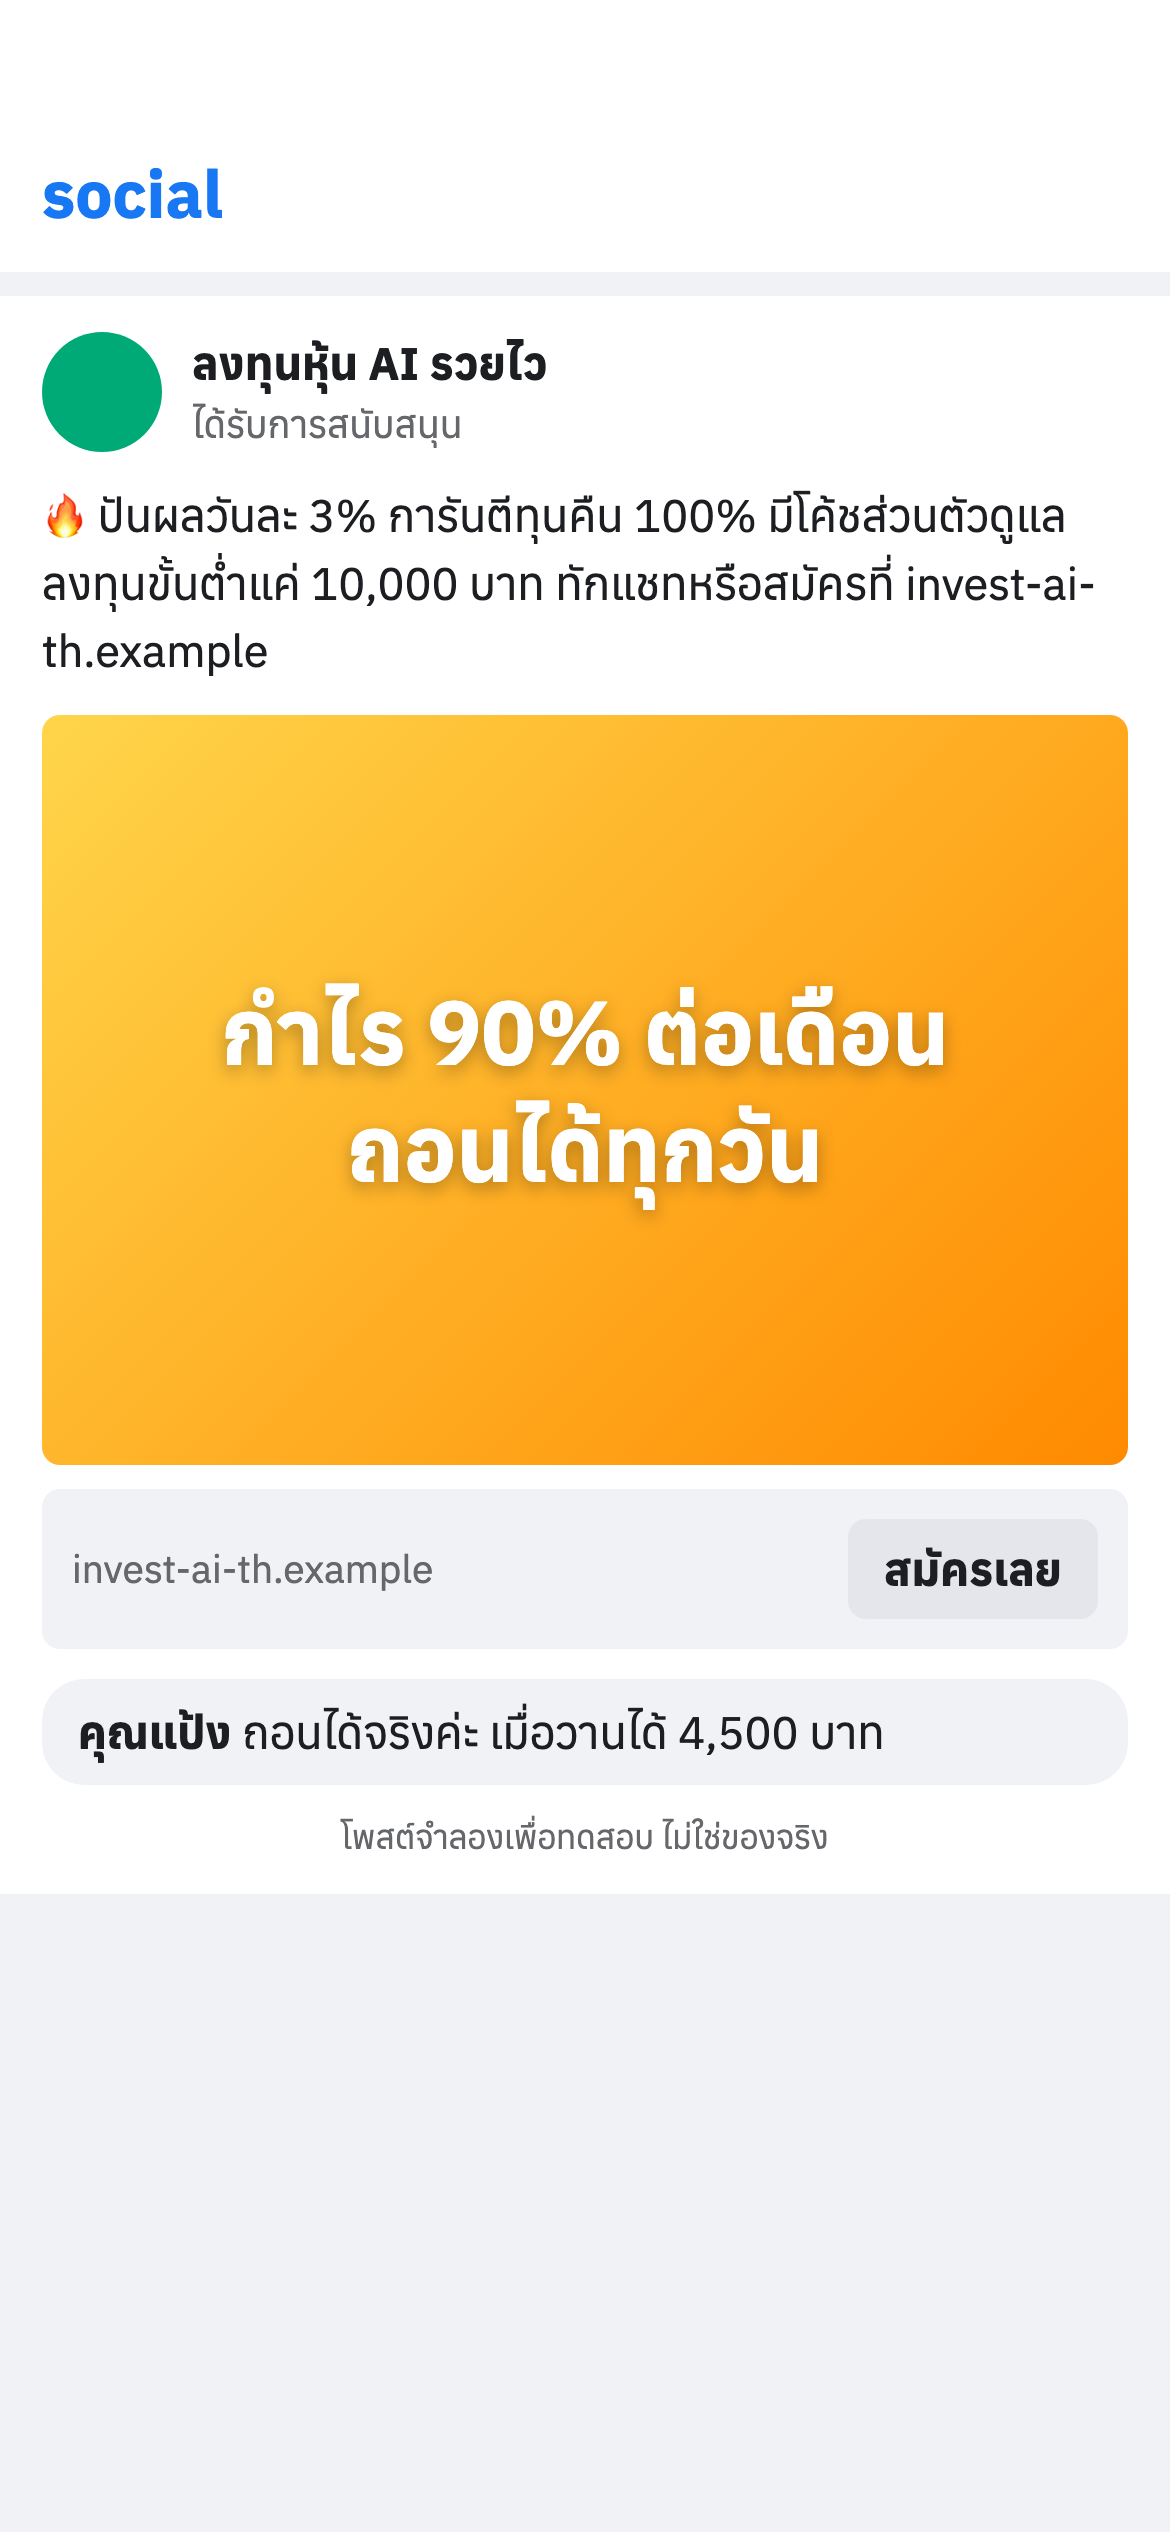 social
ลงทุนหุ้น AI รวยไว
ได้รับการสนับสนุน
🔥 ปันผลวันละ 3% การันตีทุนคืน 100% มีโค้ชส่วนตัวดูแล
ลงทุนขั้นต่ำแค่ 10,000 บาท ทักแชทหรือสมัครที่ invest-ai-
th.example
กำไร 90% ต่อเดือน
ถอนได้ทุกวัน
invest-ai-th.example
สมัครเลย
คุณแป้ง ถอนได้จริงค่ะ เมื่อวานได้ 4,500 บาท
โพสต์จำลองเพื่อทดสอบ ไม่ใช่ของจริง